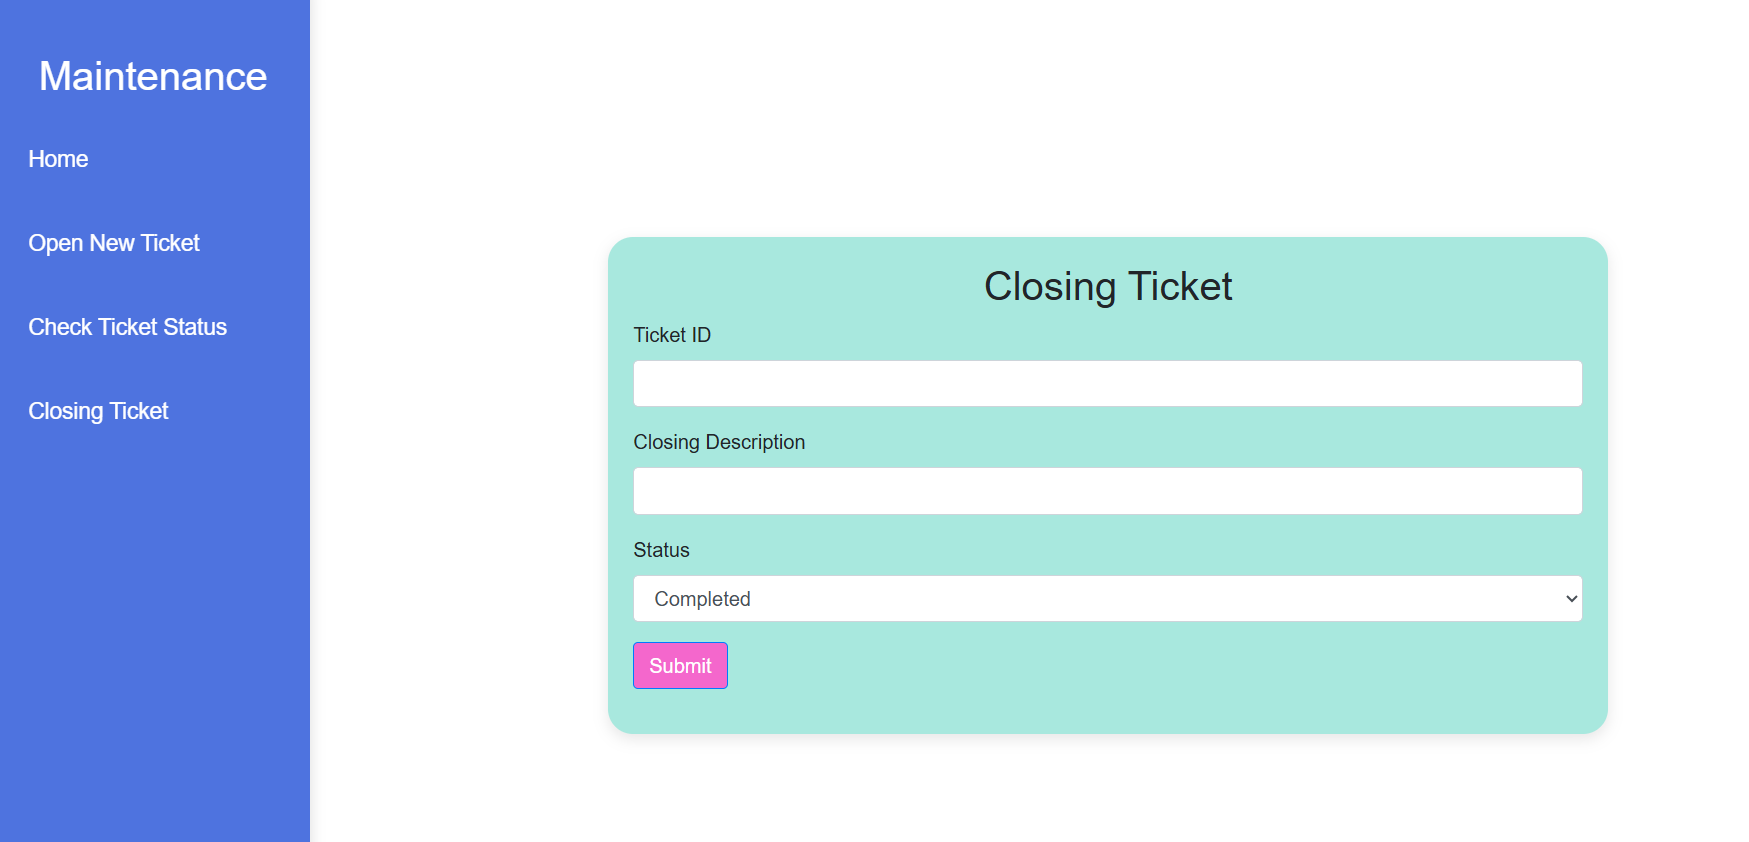 Maintenance
Home
Open New Ticket
Check Ticket Status
Closing Ticket
Closing Ticket
Ticket ID
Closing Description
Status
Completed
Submit